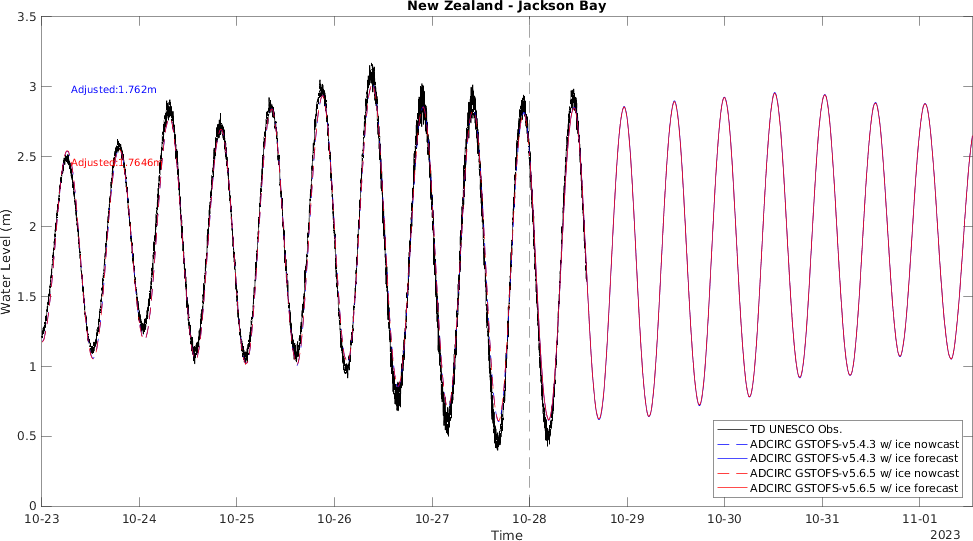 New Zealand - Jackson Bay
3.5
3
2.5
2
1.5
1
0.5
0
Water Level (m)
Adjusted:1.762m
Adjusted:1.7646m
TD UNESCO Obs.
ADCIRC GSTOFS-v5.4.3 w/ ice nowcast
ADCIRC GSTOFS-v5.4.3 w/ ice forecast
ADCIRC GSTOFS-v5.6.5 w/ ice nowcast
ADCIRC GSTOFS-v5.6.5 w/ ice forecast
10-23 10-24 10-25 10-26 10-27 10-28 10-29 10-30 10-31 11-01
Time
2023